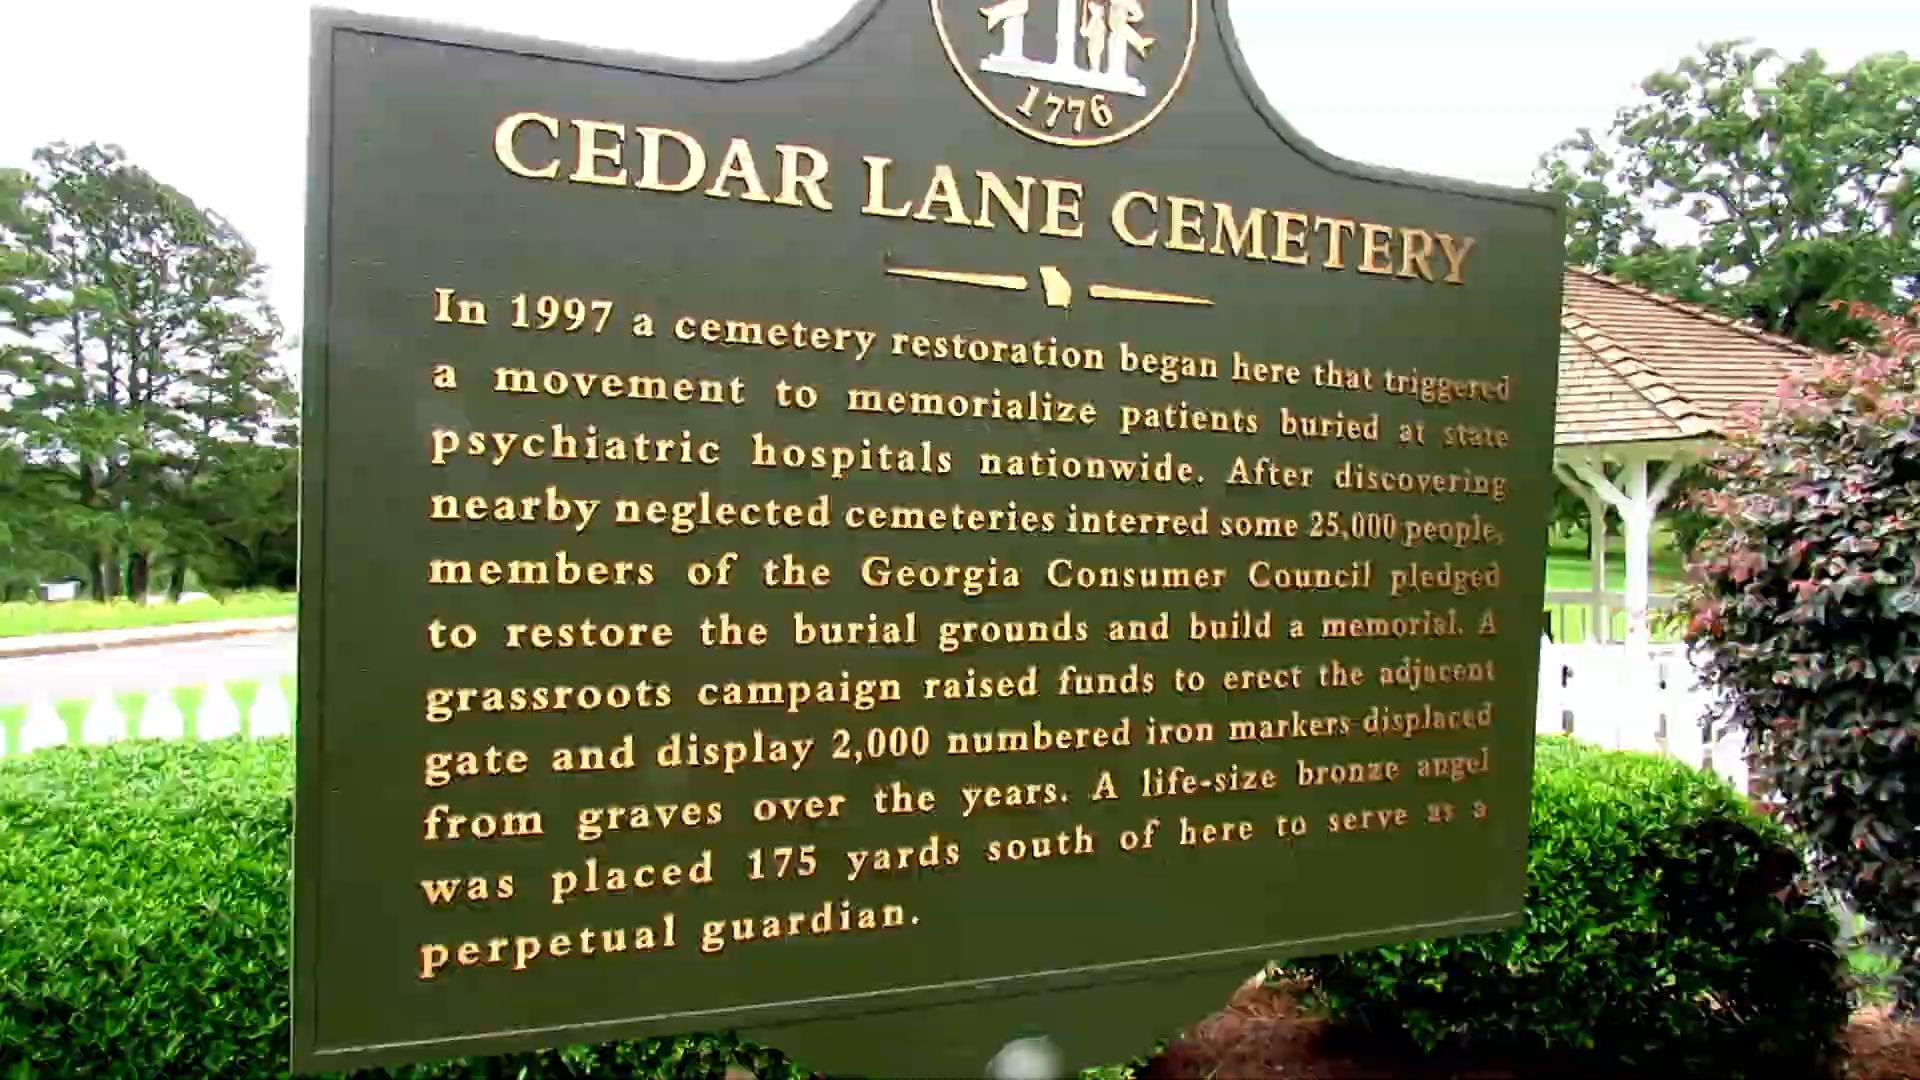 1776
CEDAR LANE CEMETERY
In 1997 a cemetery restoration began here that triggered
a movement to memorialize patients buried at state
psychiatric hospitals nationwide. After discovering
nearby neglected cemeteries interred some 25,000 people,
members of the Georgia Consumer Council pledged
to restore the burial grounds and build a memorial. A
grassroots campaign raised funds to erect the adjacent
gate and display 2,000 numbered iron markers displaced
from graves over the years. A life-size bronze angel
was placed 175 yards south of here to serve as a
perpetual guardian.